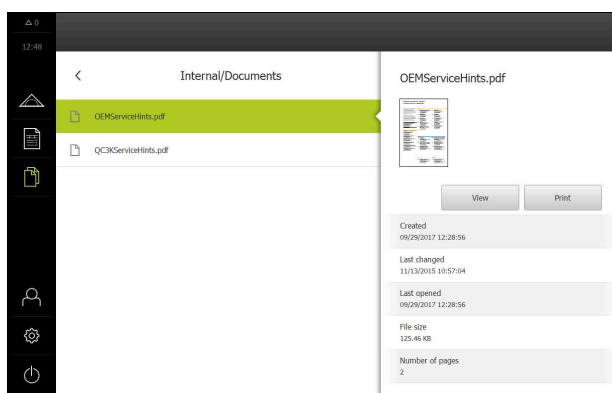 △ 0
12:48
Internal/Documents
OEMServiceHints.pdf
QC3KServiceHints.pdf
OEMServiceHints.pdf
View Print
Created
09/29/2017 12:28:56
Last changed
11/13/2015 10:57:04
Last opened
09/29/2017 12:28:56
File size
125.46 KB
Number of pages
2